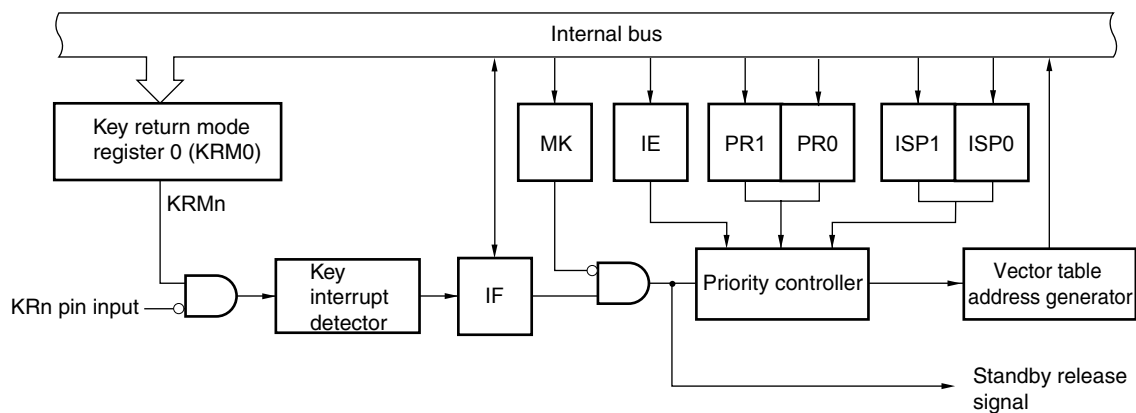 Internal bus
Key return mode
register 0 (KRM0)
MK
IE
PR1
PR0
ISP1
ISP0
KRMn
KRn pin input
Key
interrupt
detector
IF
Priority controller
Vector table
address generator
Standby release
signal